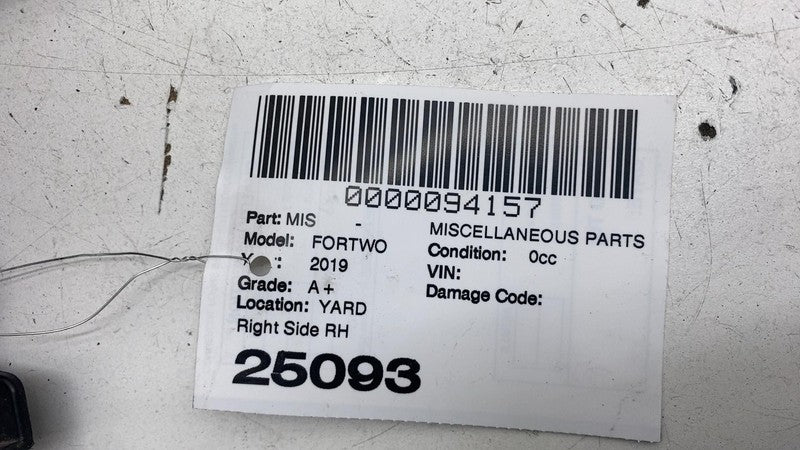 0000094157
Part: MIS - MISCELLANEOUS PARTS
Model: FORTWO Condition: 0cc
2019 VIN:
Grade: A+ Damage Code:
Location: YARD
Right Side RH
25093